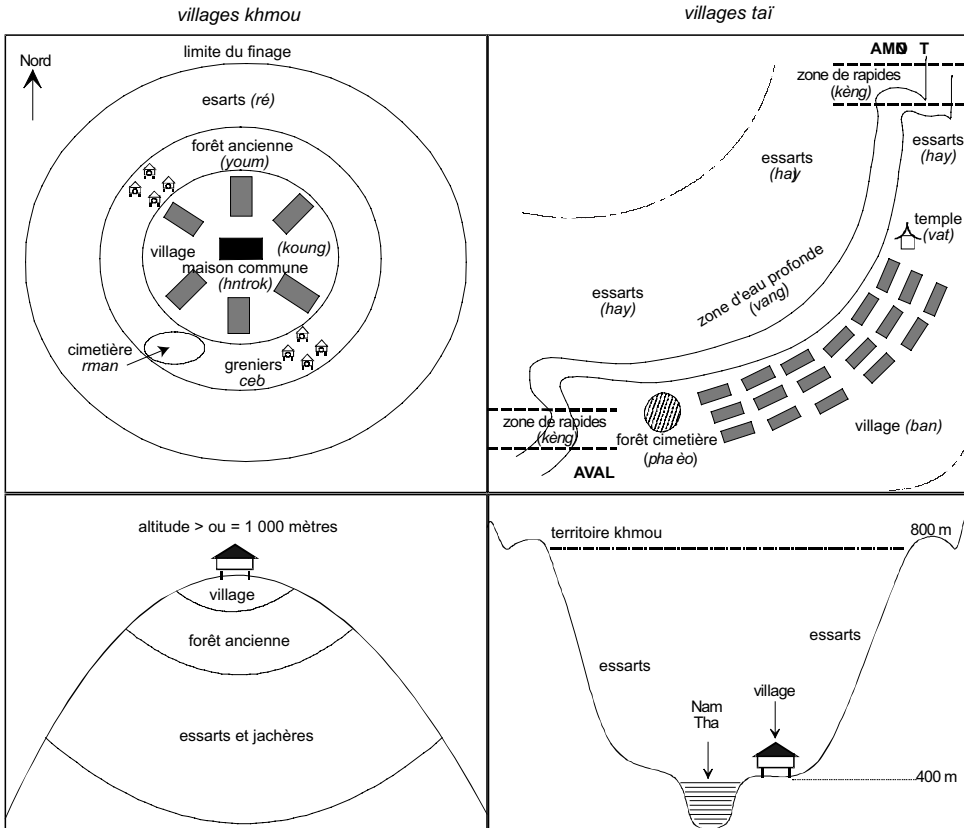 villages khmou
villages taï
Nord
limite du finage
esarts (ré)
forêt ancienne
(youm)
village
(koung)
maison commune
(hntrok)
cimetière
rman
greniers
ceb
zone de rapides
(kèng)
essarts
(hay
essarts
(hay)
temple
(vat)
essarts
(hay)
zone d'eau profonde
(vang)
zone de rapides
(kèng)
forêt cimetière
(pha èo)
village (ban)
AVAL
altitude > ou = 1 000 mètres
village
forêt ancienne
essarts et jachères
territoire khmou
800 m
essarts
essarts
village
Nam
Tha
400 m